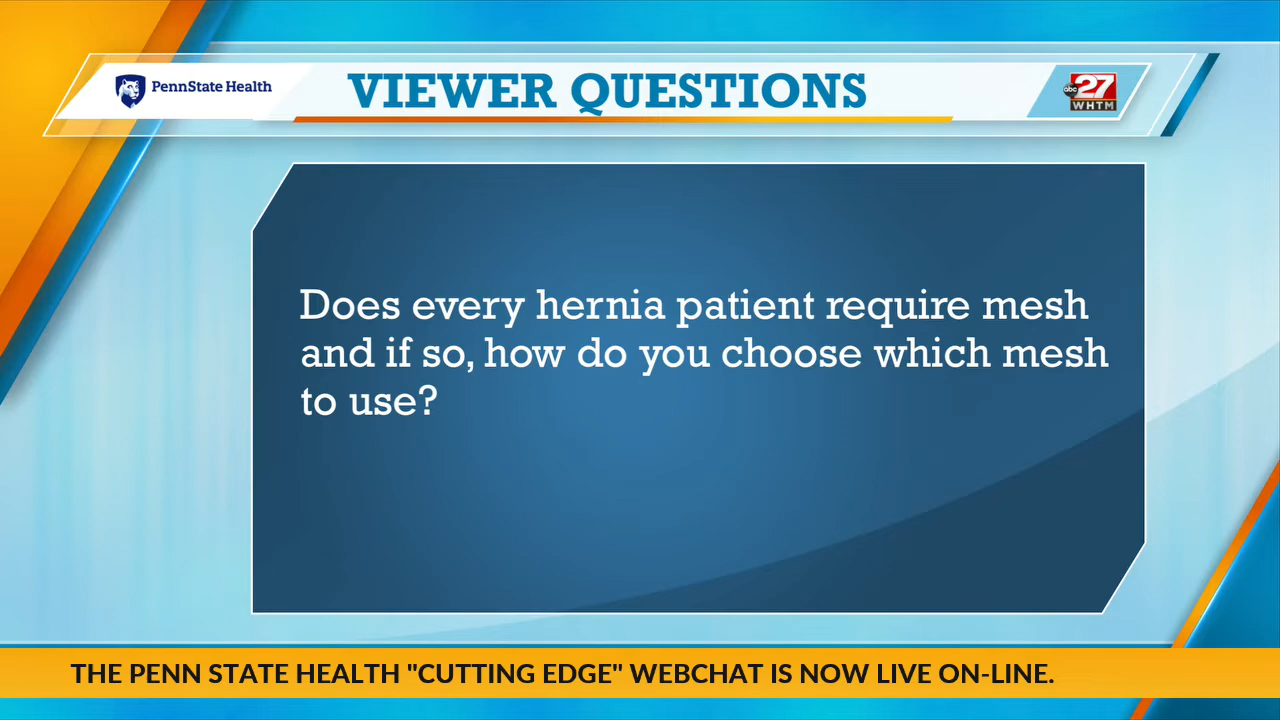 PennState Health
VIEWER QUESTIONS
abc 27
WHTM
Does every hernia patient require mesh
and if so, how do you choose which mesh
to use?
THE PENN STATE HEALTH "CUTTING EDGE" WEBCHAT IS NOW LIVE ON-LINE.